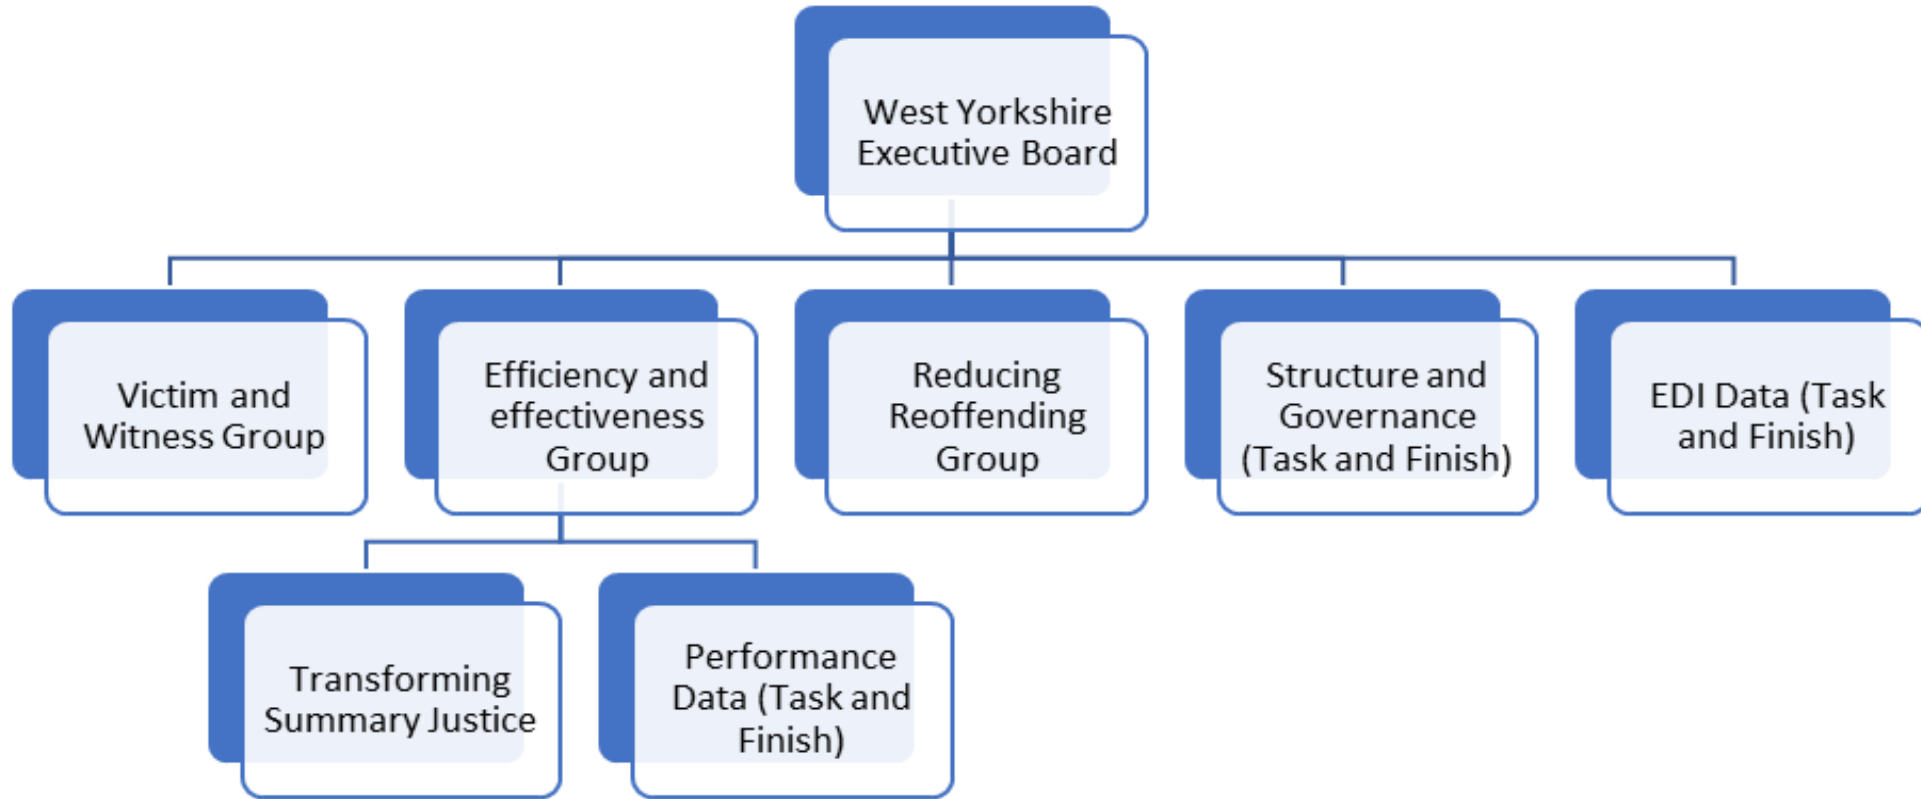 West Yorkshire
Executive Board
Victim and
Witness Group
Efficiency and
effectiveness
Group
Reducing
Reoffending
Group
Structure and
Governance
(Task and Finish)
EDI Data (Task
and Finish)
Transforming
Summary Justice
Performance
Data (Task and
Finish)